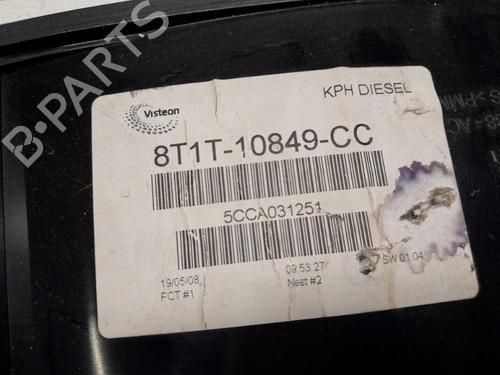 B-PARTS
Visteon
KPH DIESEL
8T1T-10849-CC
5CCA031251
19/05/08
09:53:27
SW 01.04
FCT #1
Nest #2